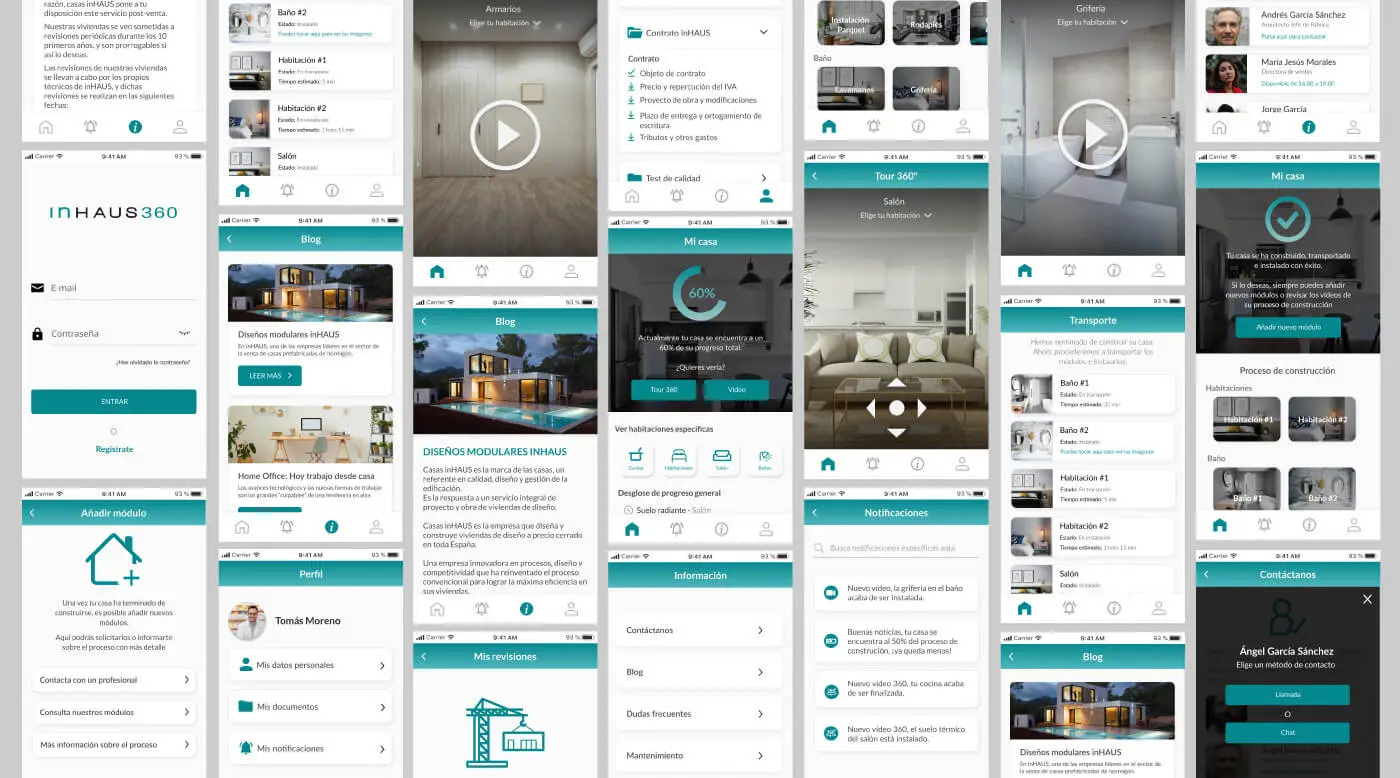 razón, casas inHAUS pone a tu
disposición este servicio post-venta.
Nuestras viviendas se ven sometidas a
revisiones periódicas durante los 10
primeros años, y son prorrogables si
así lo deseas.
Las revisiones de nuestras viviendas
se llevan a cabo por los propios
técnicos de inHAUS, y dichas
revisiones se realizan en las siguientes
fechas:
Carrier 9:41 AM 93 %
INHAUS360
E-mail
Contraseña
¿Has olvidado la contraseña?
ENTRAR
O
Regístrate
Carrier 9:41 AM 93 %
Añadir módulo
Una vez tu casa ha terminado de
construirse, es posible añadir nuevos
módulos.
Aquí podrás solicitarlos o informarte
sobre el proceso con más detalle
Contacta con un profesional
Consulta nuestros módulos
Más información sobre el proceso
Baño #2
Estado: Instalado
Puedes tocar aquí para ver las imágenes
Habitación #1
Estado: En transporte
Tiempo estimado: 5 min
Habitación #2
Estado: En transporte
Tiempo estimado: 1 hora 15 min
Salón
Estado: Instalado
Carrier 9:41 AM 93 %
Blog
Diseños modulares inHAUS
En inHAUS, una de las empresas líderes en el sector de
la venta de casas prefabricadas de hormigón.
LEER MÁS
Home Office: Hoy trabajo desde casa
Los avances tecnológicos y las nuevas formas de trabajar
son las grandes "culpables" de una tendencia en alza
Carrier 9:41 AM 93 %
Perfil
Tomás Moreno
Mis datos personales
Mis documentos
Mis notificaciones
Armarios
Elige tu habitación
Carrier 9:41 AM 93 %
Blog
DISEÑOS MODULARES INHAUS
Casas inHAUS es la marca de las casas, un
referente en calidad, diseño y gestión de la
edificación.
Es la respuesta a un servicio integral de
proyecto y obra de viviendas de diseño.
Casas inHAUS es la empresa que diseña y
construye viviendas de diseño a precio cerrado
en toda España.
Una empresa innovadora en procesos, diseño y
competitividad que ha reinventado el proceso
convencional para lograr la máxima eficiencia en
sus viviendas.
Carrier 9:41 AM 93 %
Mis revisiones
Contrato inHAUS
Contrato
Objeto de contrato
Precio y repercución del IVA
Proyecto de obra y modificaciones
Plazo de entrega y ortogamiento de
escritura
Tributos y otros gastos
Test de calidad
Carrier 9:41 AM 93 %
Mi casa
60%
Actualmente tu casa se encuentra a un
60% de su progreso total.
¿Quieres verla?
Tour 360
Video
Ver habitaciones específicas
Cocina
Habitaciones
Salón
Baños
Desglose de progreso general
Suelo radiante - Salón
Carrier 9:41 AM 93 %
Información
Contáctanos
Blog
Dudas frecuentes
Mantenimiento
Instalación
Parquet
Rodapiés
Baño
Lavamanos
Grifería
Carrier 9:41 AM 93 %
Tour 360º
Salón
Elige tu habitación
Carrier 9:41 AM 93 %
Notificaciones
Busca notificaciones específicas aquí
Nuevo vídeo, la grifería en el baño
acaba de ser instalada.
Buenas noticias, tu casa se
encuentra al 50% del proceso de
construción, ¡ya queda menos!
Nuevo vídeo 360, tu cocina acaba
de ser finalizada.
Nuevo vídeo 360, el suelo térmico
del salón está instalado.
Grifería
Elige tu habitación
Carrier 9:41 AM 93 %
Transporte
Hemos terminado de construir su casa.
Ahora procederemos a transportar los
módulos e instalarlos.
Baño #1
Estado: En transporte
Tiempo estimado: 32 min
Baño #2
Estado: Instalado
Puedes tocar aquí para ver las imágenes
Habitación #1
Estado: En transporte
Tiempo estimado: 5 min
Habitación #2
Estado: En instalación
Tiempo estimado: 1 hora 15 min
Salón
Estado: Instalado
Carrier 9:41 AM 93 %
Blog
Diseños modulares inHAUS
En inHAUS, una de las empresas líderes en el sector de
la venta de casas prefabricadas de hormigón.
Andrés García Sánchez
Arquitecto Jefe de Fábrica
Pulsa aquí para contactar
María Jesús Morales
Directora de ventas
Disponible de 16.00 a 19.00
Jorge García
Carrier 9:41 AM 93 %
Mi casa
Tu casa se ha construido, transportado
e instalado con éxito.
Si lo deseas, siempre puedes añadir
nuevos módulos o revisar los vídeos de
su proceso de construcción
Añadir nuevo módulo
Proceso de construcción
Habitaciones
Habitación #1
Habitación #2
Baño
Baño #1
Baño #2
Carrier 9:41 AM 93 %
Contáctanos
Ángel García Sánchez
Elige un método de contacto
Llamada
O
Chat